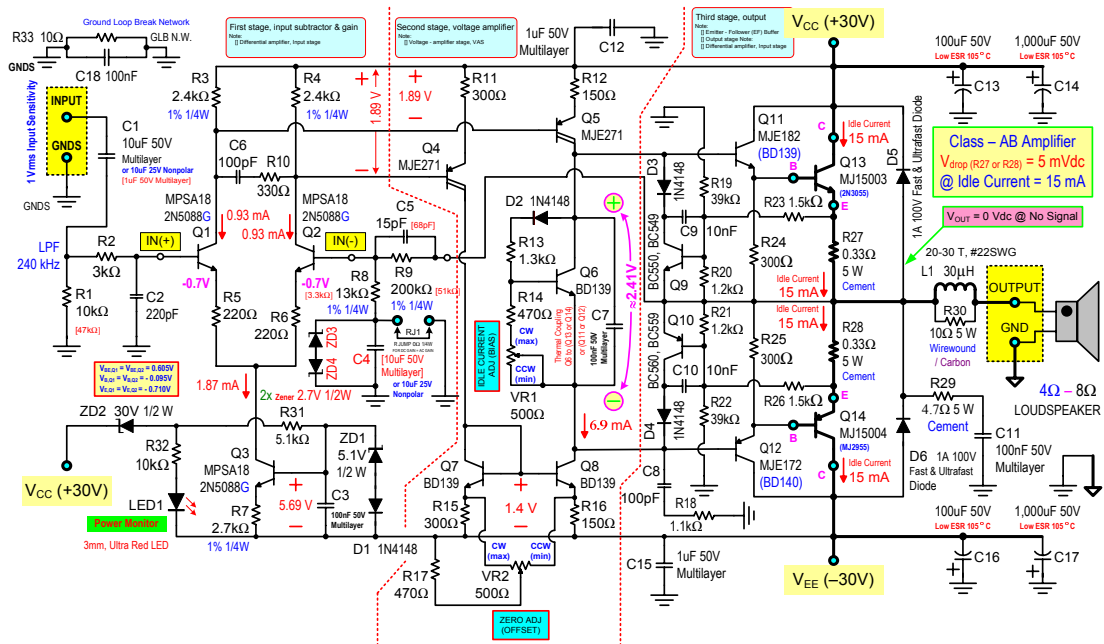 Ground Loop Break Network
R33 10Ω
GLB N.W.
GNDS
C18 100nF
First stage, input subtractor & gain
Note:
[] Differential amplifier, Input stage
Second stage, voltage amplifier
Note:
[] Voltage - amplifier stage, VAS
Third stage, output
Note:
[] Emitter - Follower (EF) Buffer
[] Output stage Note:
[] Differential amplifier, Input stage
1uF 50V
Multilayer
C12
VCC (+30V)
100uF 50V
Low ESR 105°C
C13
1,000uF 50V
Low ESR 105°C
C14
INPUT
GNDS
1 Vrms Input Sensitivity
GNDS
C1
10uF 50V
Multilayer
or 10uF 25V Nonpolar
[1uF 50V Multilayer]
R3
2.4kΩ
1% 1/4W
R4
2.4kΩ
1% 1/4W
1.89 V
1.89 V
R11
300Ω
R12
150Ω
Q5
MJE271
Q4
MJE271
C6
100pF
R10
330Ω
MPSA18
2N5088G
0.93 mA
0.93 mA
MPSA18
2N5088G
Q1
Q2
IN(+)
IN(-)
-0.7V
-0.7V
LPF
240 kHz
R2
3kΩ
R1
10kΩ
[47kΩ]
C2
220pF
R5
220Ω
R6
220Ω
C5
15pF
[68pF]
R8
13kΩ
[3.3kΩ]
1% 1/4W
R9
200kΩ
[51kΩ]
1% 1/4W
RJ1
R JUMP 0Ω 1/4W
FOR DC GAIN = AC GAIN
ZD3
ZD4
C4
[10uF 50V
Multilayer]
or 10uF 25V
Nonpolar
2x Zener 2.7V 1/2W
VBE,Q1 = VBE,Q2 = 0.605V
VB,Q1 = VB,Q2 = - 0.095V
VE,Q1 = VE,Q2 = - 0.710V
1.87 mA
ZD2
30V 1/2 W
R31
5.1kΩ
R32
10kΩ
VCC (+30V)
LED1
Power Monitor
3mm, Ultra Red LED
Q3
MPSA18
2N5088G
R7
2.7kΩ
1% 1/4W
5.69 V
C3
100nF 50V
Multilayer
ZD1
5.1V
1/2 W
D1 1N4148
D2 1N4148
R13
1.3kΩ
R14
470Ω
CW
(max)
CCW
(min)
VR1
500Ω
IDLE CURRENT
ADJ (BIAS)
Q6
BD139
Thermal Coupling
Q6 to (Q13 or Q14)
or (Q11 or Q12)
C7
100nF 50V
Multilayer
≈2.41V
6.9 mA
Q7
BD139
Q8
BD139
1.4 V
R15
300Ω
R16
150Ω
CW
(max)
CCW
(min)
R17
470Ω
VR2
500Ω
ZERO ADJ
(OFFSET)
C15
1uF 50V
Multilayer
D3
1N4148
R19
39kΩ
C9
10nF
BC550, BC549
Q9
R20
1.2kΩ
BC560, BC559
Q10
R21
1.2kΩ
C10
10nF
D4
1N4148
R22
39kΩ
C8
100pF
R18
1.1kΩ
Q11
MJE182
(BD139)
R23 1.5kΩ
R24
300Ω
R25
300Ω
R26 1.5kΩ
Q12
MJE172
(BD140)
C
B
E
Idle Current
15 mA
Q13
MJ15003
(2N3055)
R27
0.33Ω
5 W
Cement
Idle Current
15 mA
Idle Current
15 mA
R28
0.33Ω
5 W
Cement
E
B
C
Q14
MJ15004
(MJ2955)
Idle Current
15 mA
D5
1A 100V Fast & Ultrafast Diode
D6 1A 100V
Fast & Ultrafast
Diode
Class – AB Amplifier
Vdrop (R27 or R28) = 5 mVdc
@ Idle Current = 15 mA
VOUT = 0 Vdc @ No Signal
20-30 T, #22SWG
L1 30µH
R30
10Ω 5 W
Wirewound
/ Carbon
OUTPUT
GND
4Ω – 8Ω
LOUDSPEAKER
R29
4.7Ω 5 W
Cement
C11
100nF 50V
Multilayer
100uF 50V
Low ESR 105°C
C16
1,000uF 50V
Low ESR 105°C
C17
VEE (–30V)